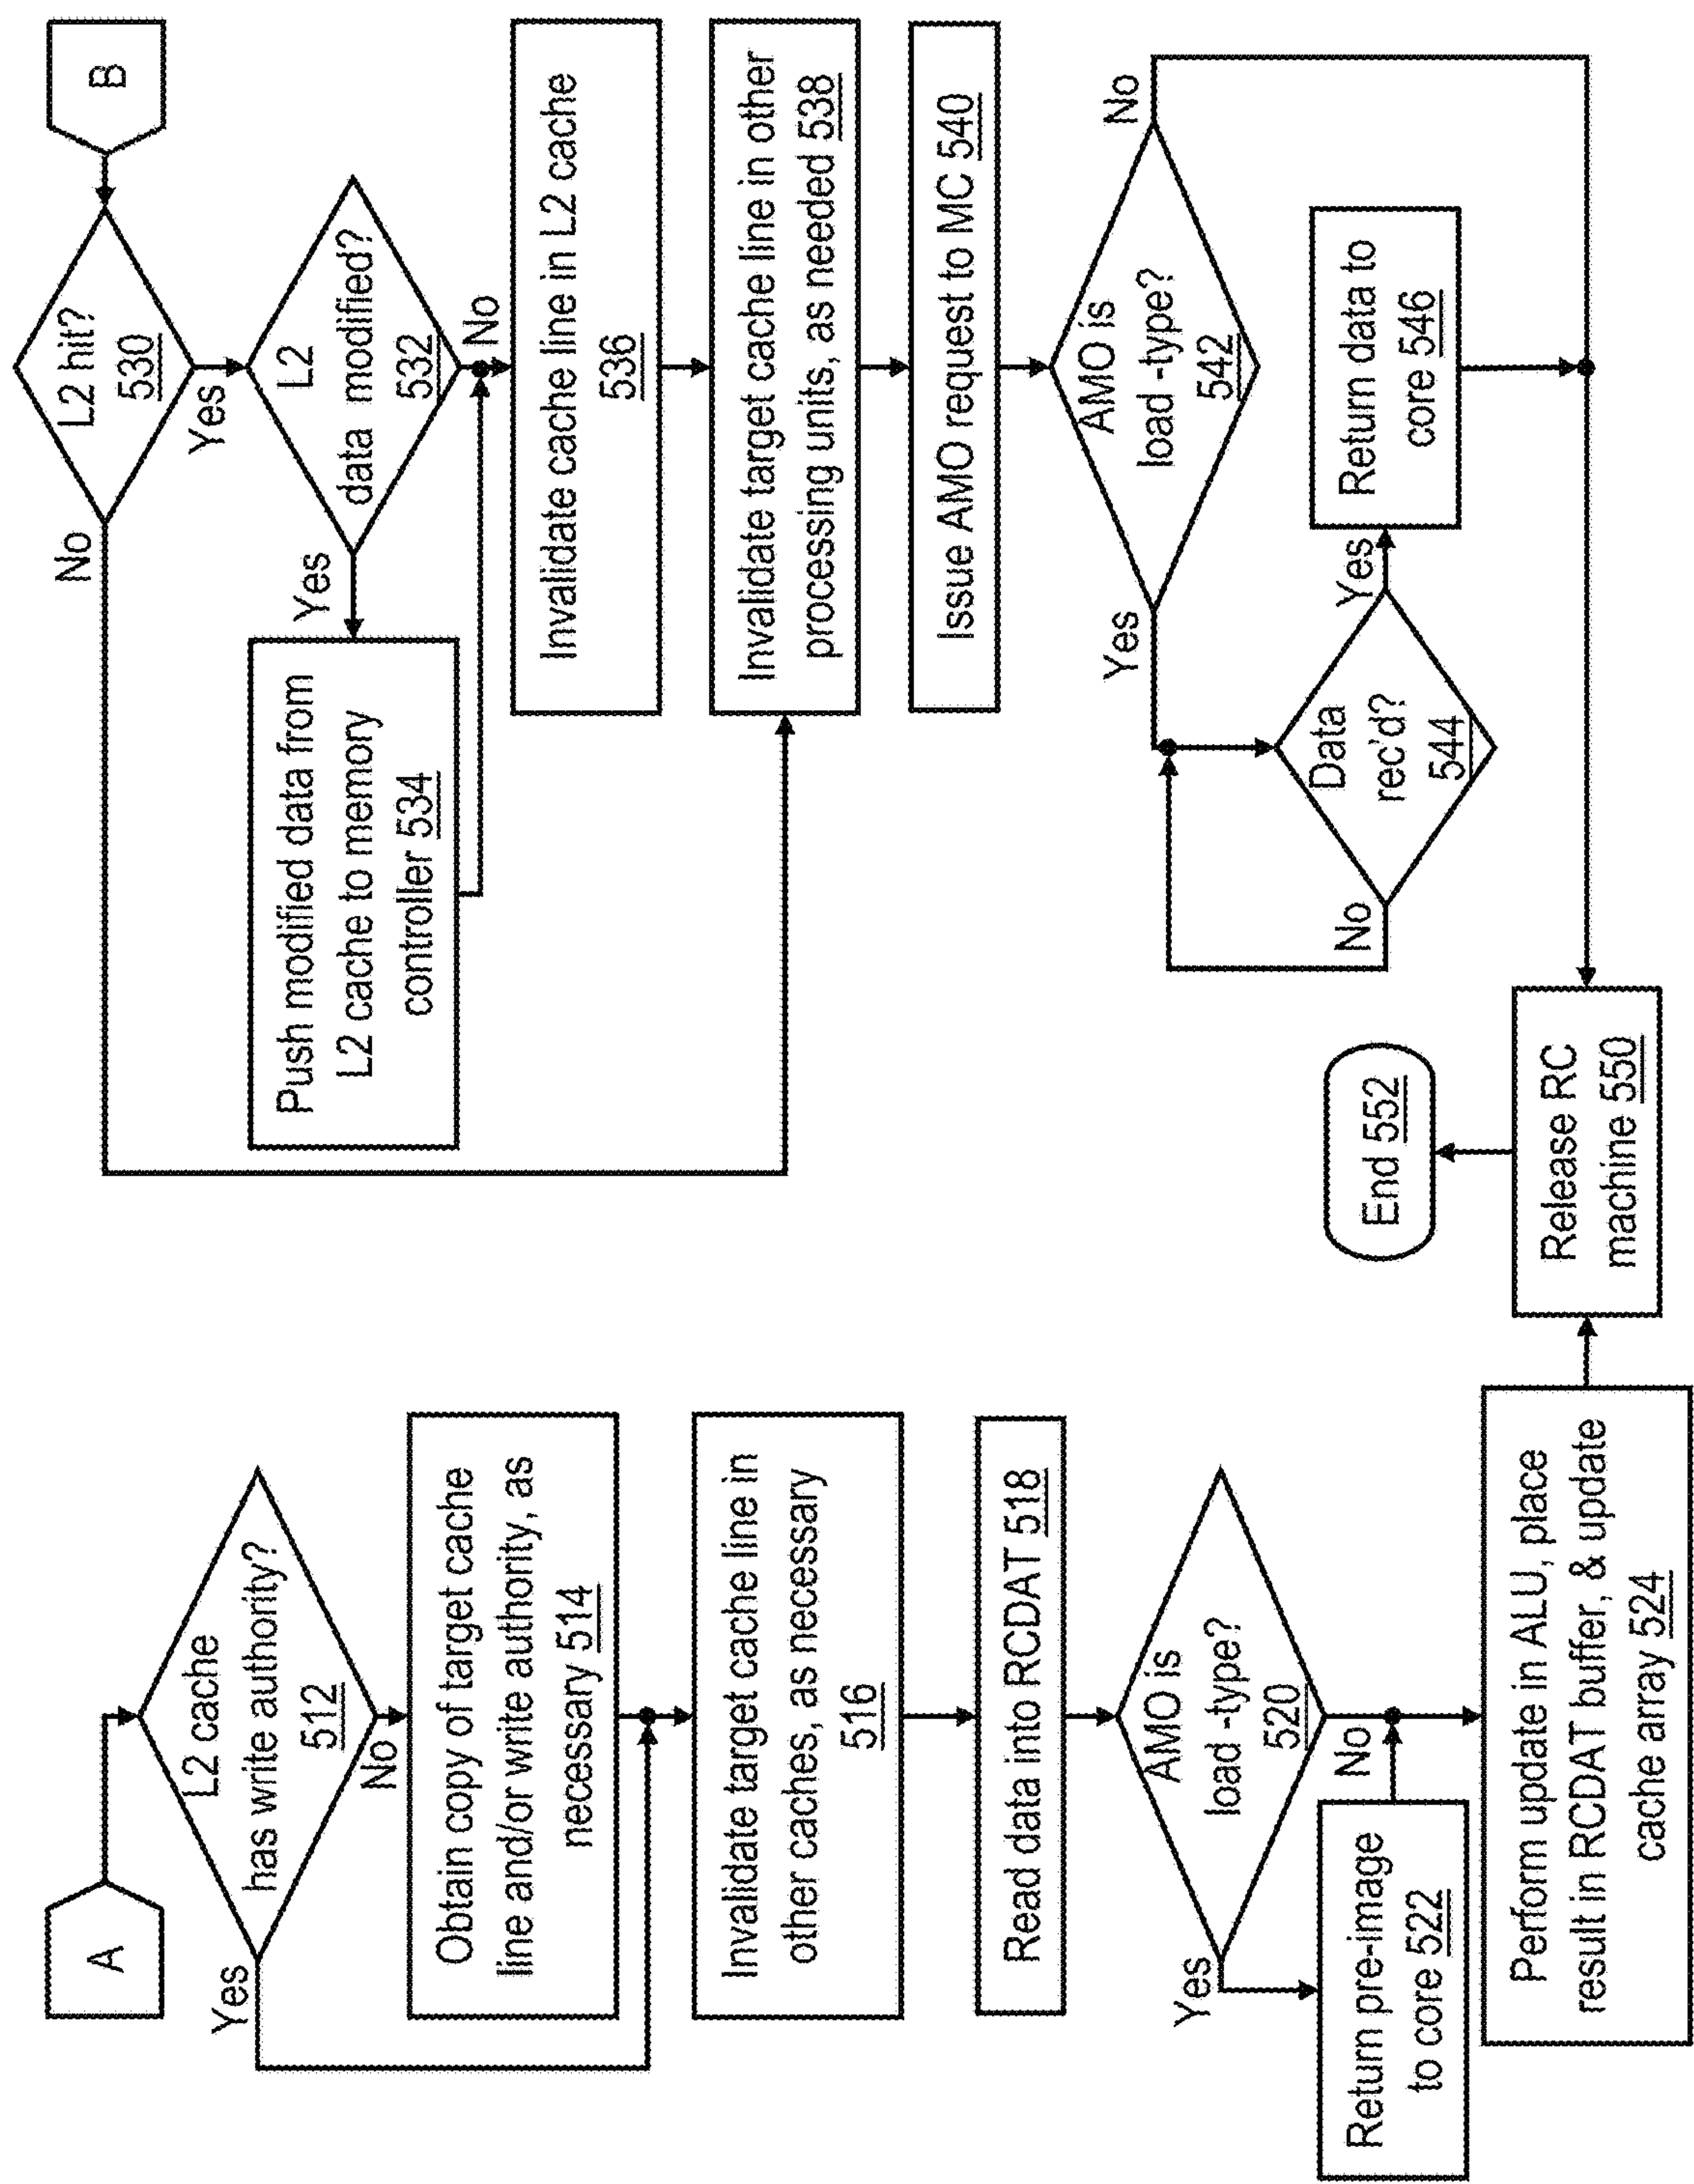 A
L2 cache
has write authority?
512
Yes
No
Obtain copy of target cache
line and/or write authority, as
necessary 514
Invalidate target cache line in
other caches, as necessary
516
Read data into RCDAT 518
AMO is
load -type?
520
Yes
No
Return pre-image
to core 522
Perform update in ALU, place
result in RCDAT buffer, & update
cache array 524
B
L2 hit?
530
No
Yes
L2
data modified?
532
Yes
No
Push modified data from
L2 cache to memory
controller 534
Invalidate cache line in L2 cache
536
Invalidate target cache line in other
processing units, as needed 538
Issue AMO request to MC 540
AMO is
load -type?
542
Yes
No
Data
rec'd?
544
No
Yes
Return data to
core 546
Release RC
machine 550
End 552